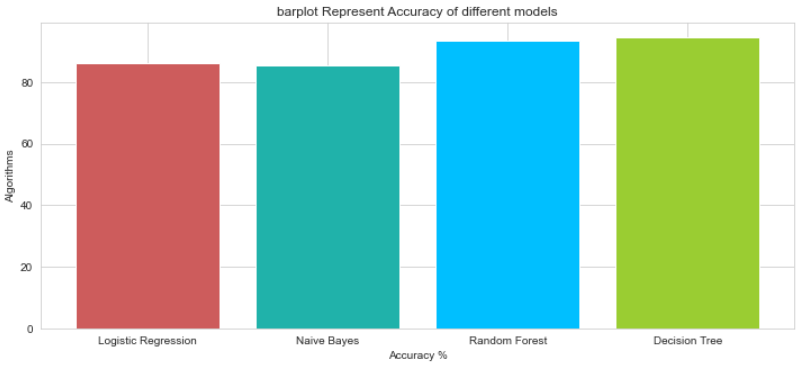 barplot Represent Accuracy of different models
Algorithms
80
60
40
20
0
Logistic Regression
Naive Bayes
Random Forest
Decision Tree
Accuracy %